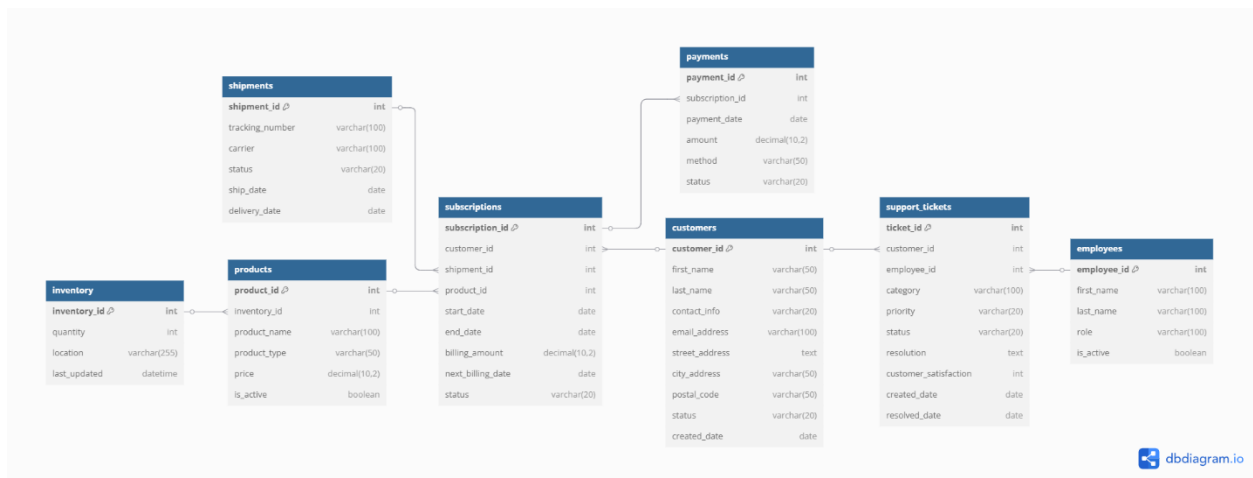 payments
payment_id int
subscription_id int
payment_date date
amount decimal(10,2)
method varchar(50)
status varchar(20)
shipments
shipment_id int
tracking_number varchar(100)
carrier varchar(100)
status varchar(20)
ship_date date
delivery_date date
subscriptions
subscription_id int
customer_id int
shipment_id int
product_id int
start_date date
end_date date
billing_amount decimal(10,2)
next_billing_date date
status varchar(20)
customers
customer_id int
first_name varchar(50)
last_name varchar(50)
contact_info varchar(20)
email_address varchar(100)
street_address text
city_address varchar(50)
postal_code varchar(50)
status varchar(20)
created_date date
support_tickets
ticket_id int
customer_id int
employee_id int
category varchar(100)
priority varchar(20)
status varchar(20)
resolution text
customer_satisfaction int
created_date date
resolved_date date
employees
employee_id int
first_name varchar(100)
last_name varchar(100)
role varchar(100)
is_active boolean
products
product_id int
inventory_id int
product_name varchar(100)
product_type varchar(50)
price decimal(10,2)
is_active boolean
inventory
inventory_id int
quantity int
location varchar(255)
last_updated datetime
dbdiagram.io